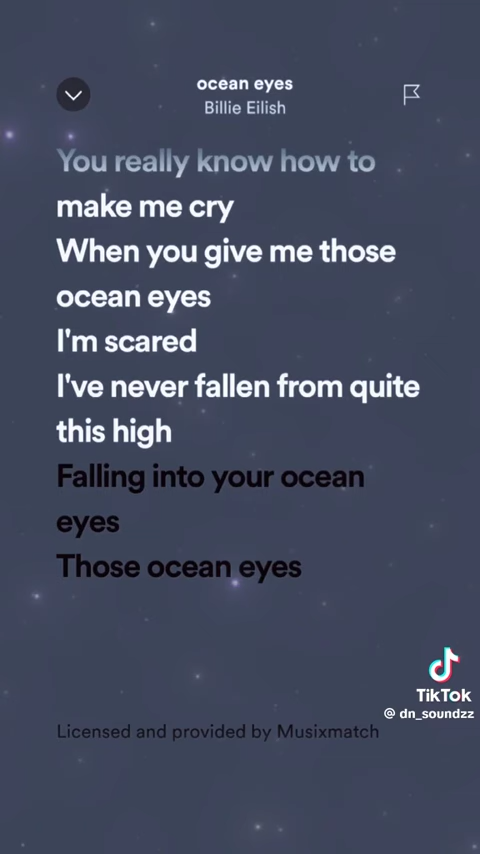 ocean eyes
Billie Eilish
You really know how to
make me cry
When you give me those
ocean eyes
I'm scared
I've never fallen from quite
this high
Falling into your ocean
eyes
Those ocean eyes
TikTok
@ dn_soundzz
Licensed and provided by Musixmatch